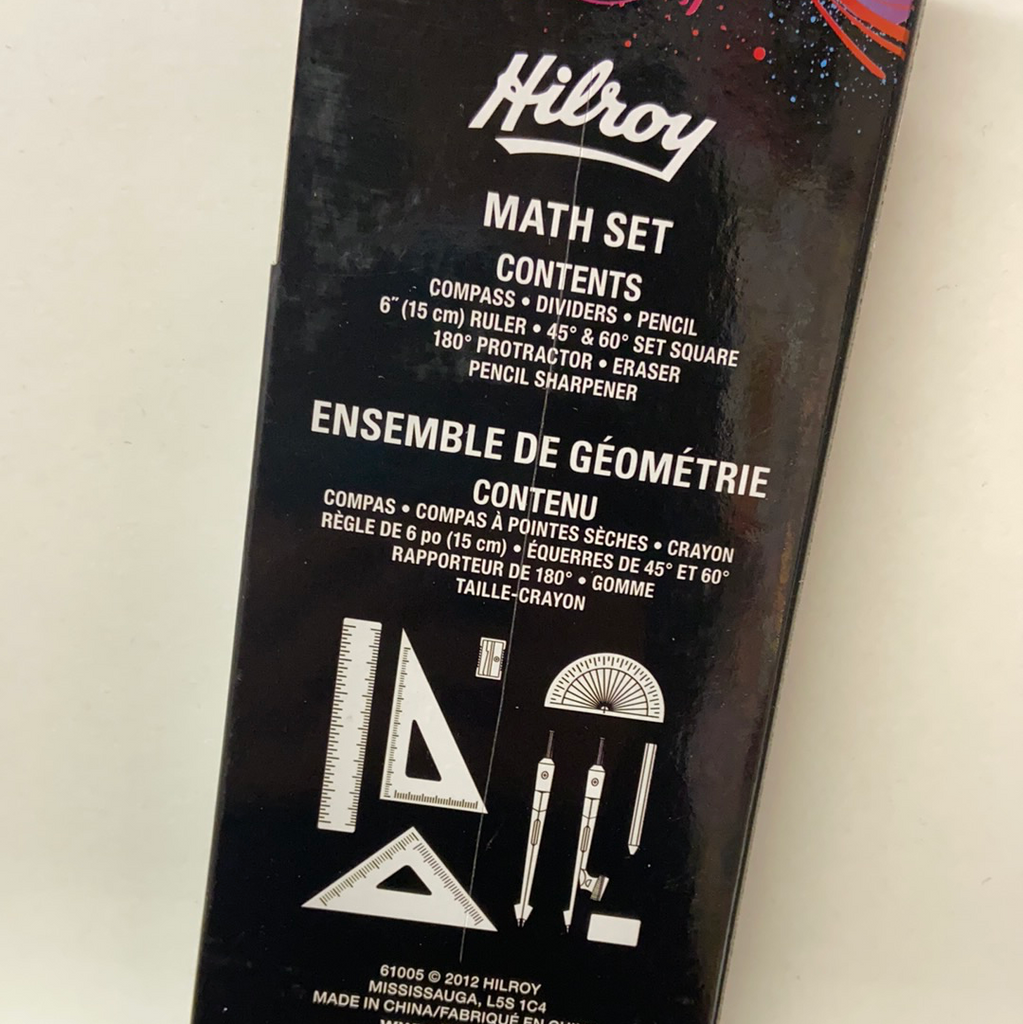 Hilroy
MATH SET
CONTENTS
COMPASS • DIVIDERS • PENCIL
6″ (15 cm) RULER • 45° & 60° SET SQUARE
180° PROTRACTOR • ERASER
PENCIL SHARPENER
ENSEMBLE DE GÉOMÉTRIE
CONTENU
COMPAS • COMPAS À POINTES SÈCHES • CRAYON
RÈGLE DE 6 po (15 cm) • ÉQUERRES DE 45° ET 60°
RAPPORTEUR DE 180° • GOMME
TAILLE-CRAYON
61005 © 2012 HILROY
MISSISSAUGA, L5S 1C4
MADE IN CHINA/FABRIQUÉ EN